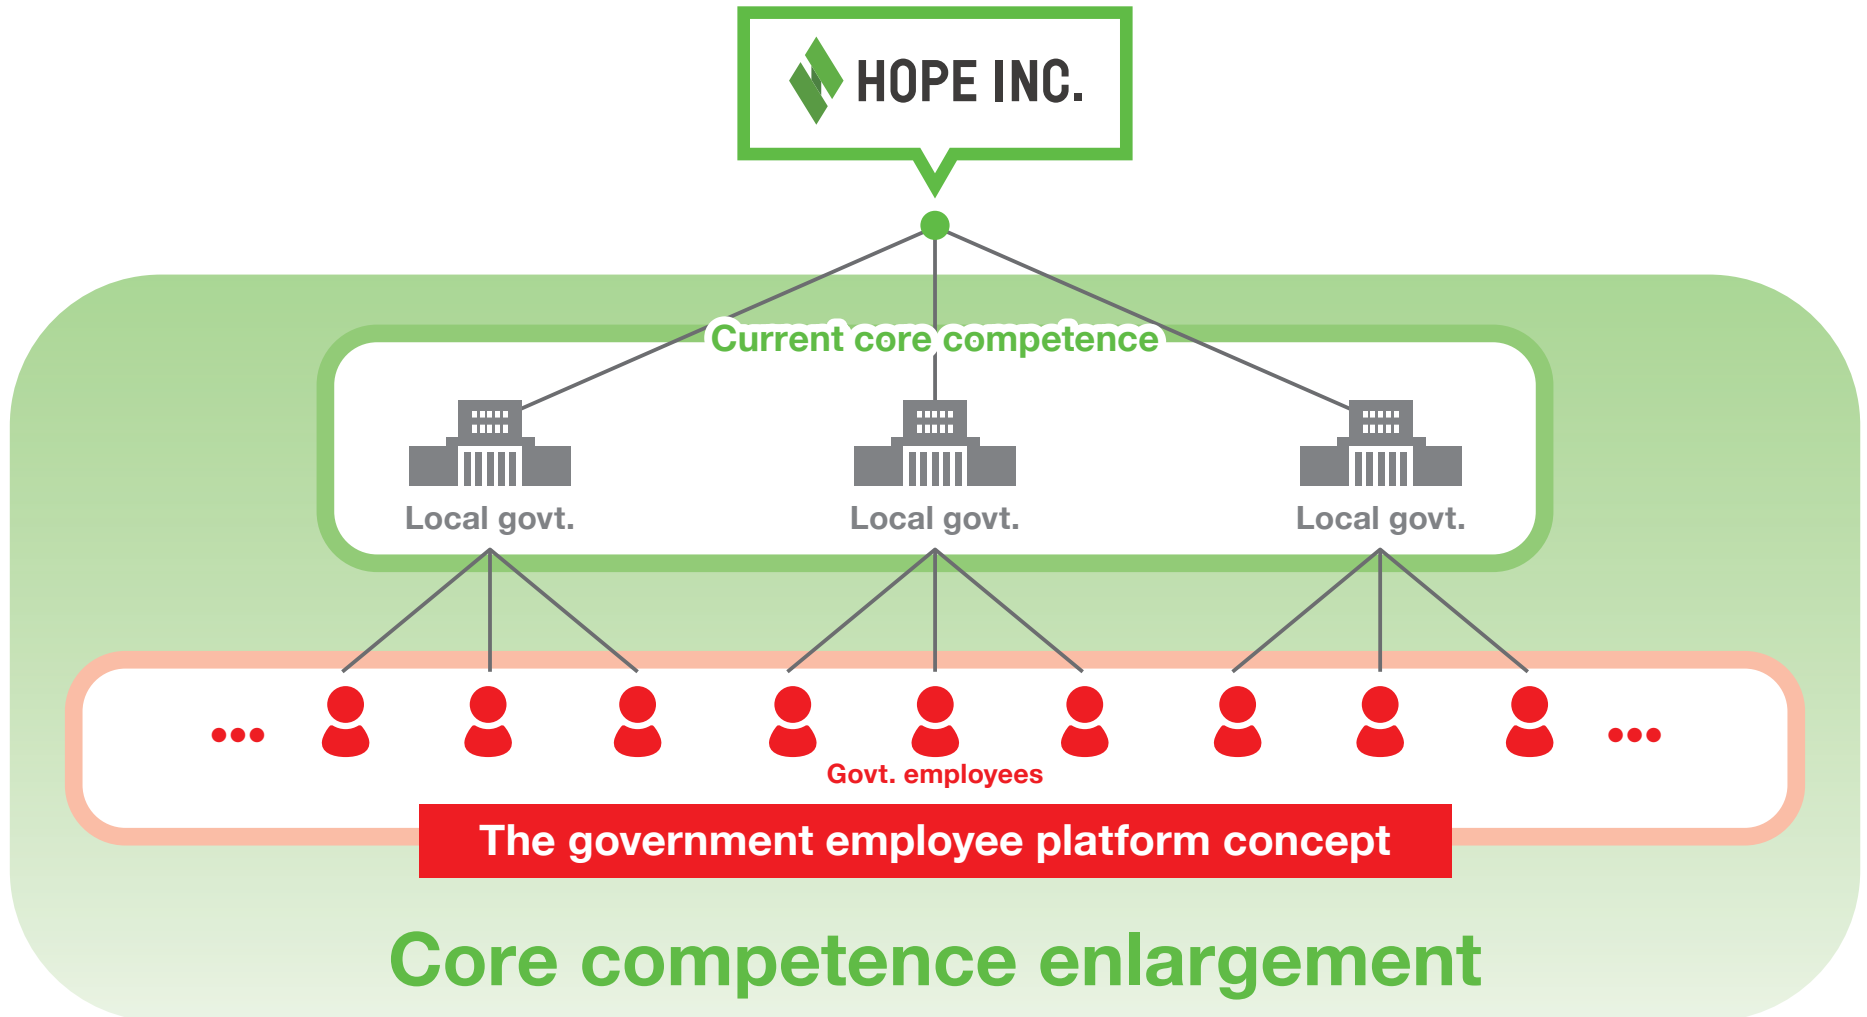 HOPE INC.
Current core competence
Local govt.
Local govt.
Local govt.
Govt. employees
The government employee platform concept
Core competence enlargement